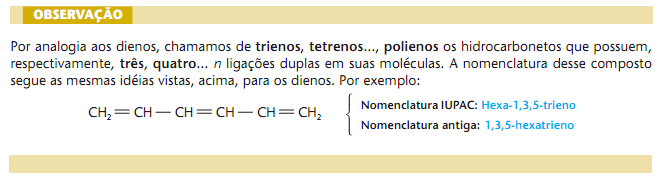 OBSERVAÇÃO
Por analogia aos dienos, chamamos de trienos, tetrenos..., polienos os hidrocarbonetos que possuem,
respectivamente, três, quatro... n ligações duplas em suas moléculas. A nomenclatura desse composto
segue as mesmas idéias vistas, acima, para os dienos. Por exemplo:
CH₂=CH—CH=CH—CH=CH₂
Nomenclatura IUPAC: Hexa-1,3,5-trieno
Nomenclatura antiga: 1,3,5-hexatrieno